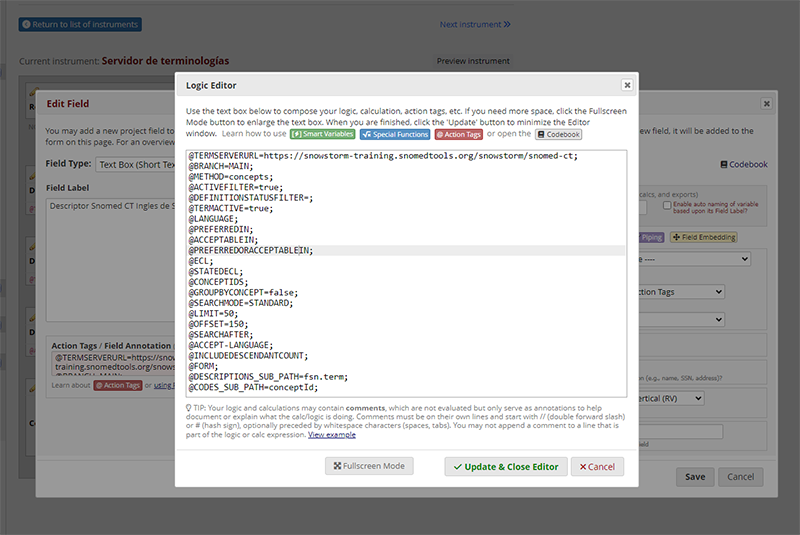 Return to list of instruments
Next instrument
Current instrument: Servidor de terminologías
Preview instrument
Edit Field
You may add a new project field to
new field, it will be added to the
form on this page. For an overview
Field Type:
Text Box (Short Tex
Codebook
Field Label
Descriptor Snomed CT Ingles de S
calcs, and exports)
Enable auto naming of variable
based upon its Field Label?
Piping
Field Embedding
ction Tags
Action Tags / Field Annotation
@TERMSERVERURL=https://snow
training.snomedtools.org/snows
Learn about @ Action Tags or using
on (e.g., name, SSN, address)?
ertical (RV)
field
Save
Cancel
Logic Editor
Use the text box below to compose your logic, calculation, action tags, etc. If you need more space, click the Fullscreen
Mode button to enlarge the text box. When you are finished, click the 'Update' button to minimize the Editor
window. Learn how to use Smart Variables Special Functions @ Action Tags or open the Codebook
@TERMSERVERURL=https://snowstorm-training.snomedtools.org/snowstorm/snomed-ct;
@BRANCH=MAIN;
@METHOD=concepts;
@ACTIVEFILTER=true;
@DEFINITIONSTATUSFILTER=;
@TERMACTIVE=true;
@LANGUAGE;
@PREFERREDIN;
@ACCEPTABLEIN;
@PREFERREDORACCEPTABLEIN;
@ECL;
@STATEDECL;
@CONCEPTIDS;
@GROUPBYCONCEPT=false;
@SEARCHMODE=STANDARD;
@LIMIT=50;
@OFFSET=150;
@SEARCHAFTER;
@ACCEPT-LANGUAGE;
@INCLUDEDESCENDANTCOUNT;
@FORM;
@DESCRIPTIONS_SUB_PATH=fsn.term;
@CODES_SUB_PATH=conceptId;
TIP: Your logic and calculations may contain comments, which are not evaluated but only serve as annotations to help
document or explain what the calc/logic is doing. Comments must be on their own lines and start with // (double forward slash)
or # (hash sign), optionally preceded by whitespace characters (spaces, tabs). You may not append a comment to a line that is
part of the logic or calc expression. View example
Fullscreen Mode
Update & Close Editor
Cancel